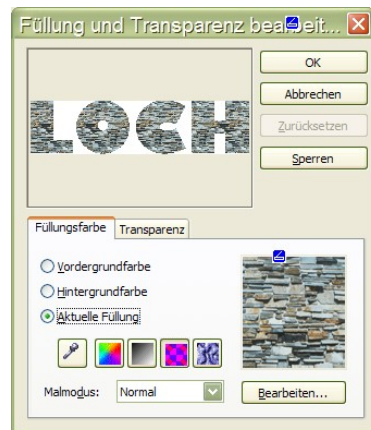 Füllung und Transparenz bearbeit...
OK
Abbrechen
Zurücksetzen
Sperren
LOCH
Füllungsfarbe Transparenz
Vordergrundfarbe
Hintergrundfarbe
Aktuelle Füllung
Malmodus: Normal
Bearbeiten...